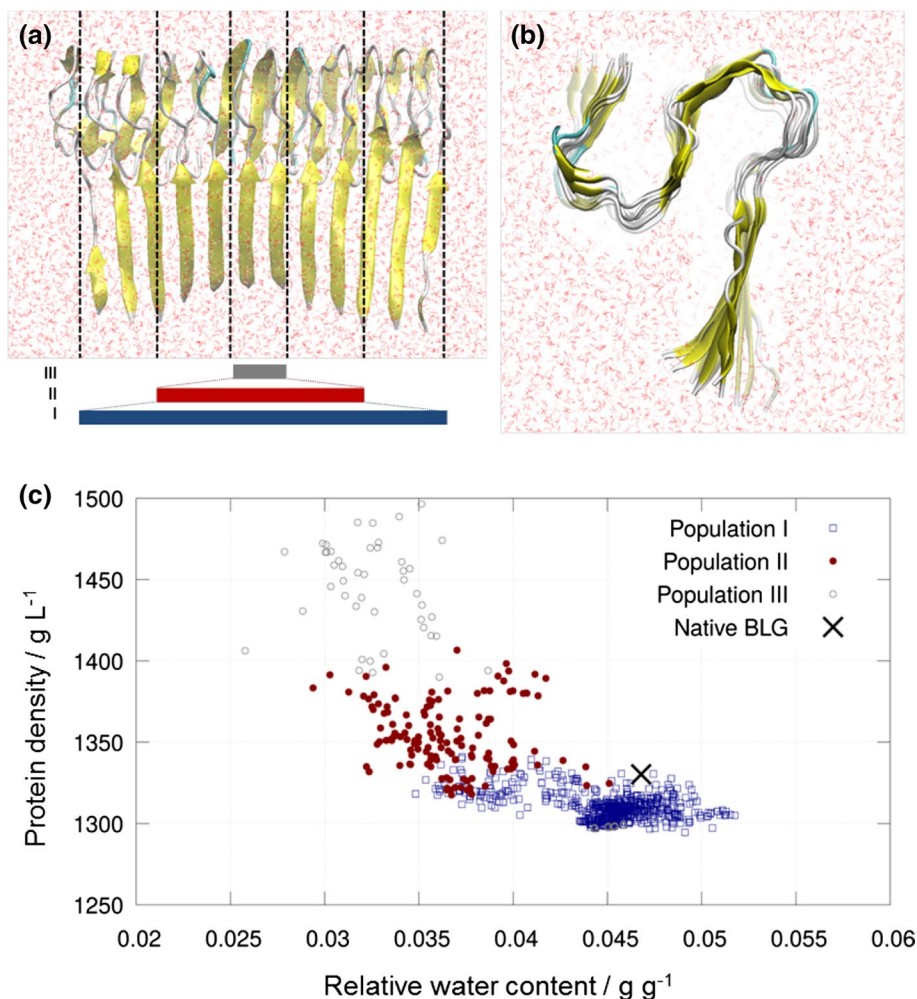 (a)
(b)
III
II
I
(c)
1500
1450
1400
1350
1300
1250
Protein density / g L⁻¹
Population I
Population II
Population III
Native BLG
0.02 0.025 0.03 0.035 0.04 0.045 0.05 0.055 0.06
Relative water content / g g⁻¹